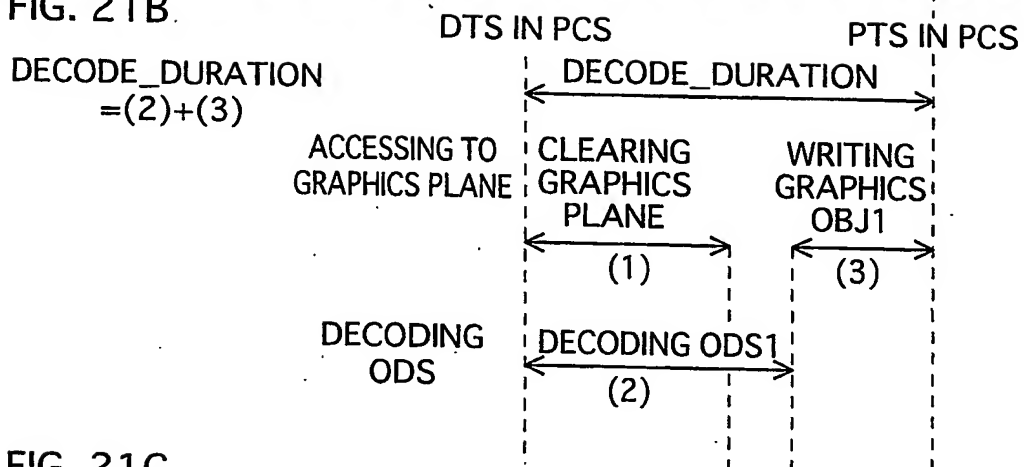 FIG. 21B
DTS IN PCS
PTS IN PCS
DECODE_DURATION
=(2)+(3)
DECODE_DURATION
ACCESSING TO
GRAPHICS PLANE
CLEARING
GRAPHICS
PLANE
(1)
WRITING
GRAPHICS
OBJ1
(3)
DECODING
ODS
DECODING ODS1
(2)
FIG. 21C